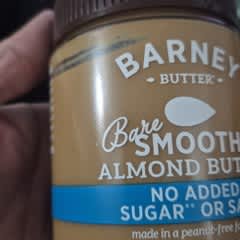 BARNEY
BUTTER
Bare
SMOOTH
ALMOND BUT
NO ADDED
SUGAR** OR SA
made in a peanut-free f